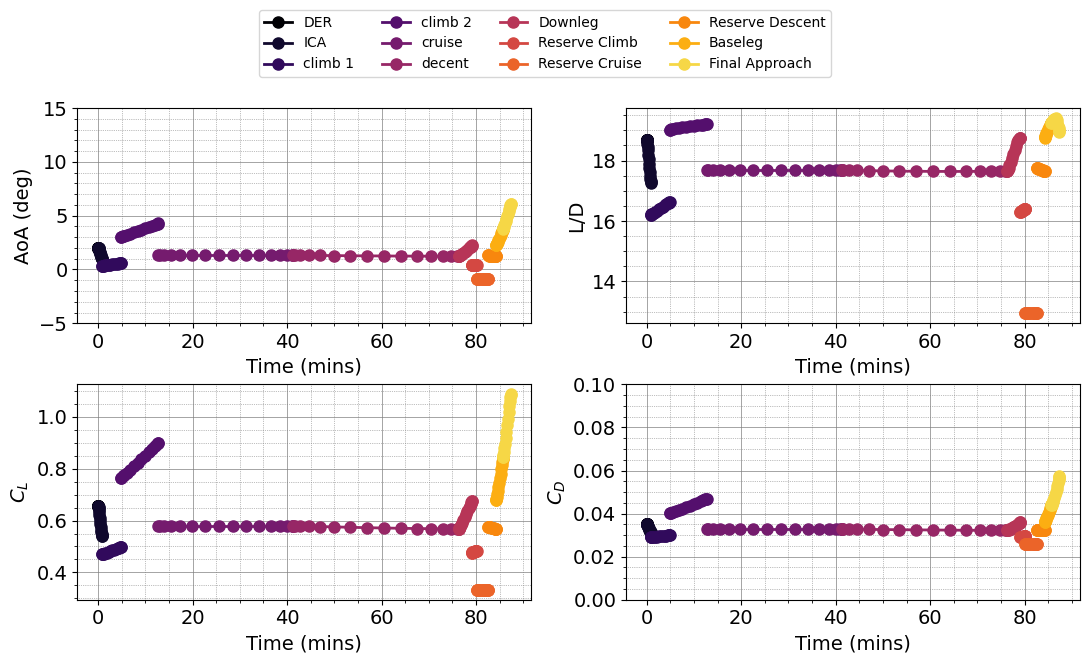 DER
ICA
climb 1
climb 2
cruise
decent
Downleg
Reserve Climb
Reserve Cruise
Reserve Descent
Baseleg
Final Approach
15
10
5
0
−5
AoA (deg)
0 20 40 60 80
Time (mins)
18
16
14
L/D
0 20 40 60 80
Time (mins)
1.0
0.8
0.6
0.4
C_L
0 20 40 60 80
Time (mins)
0.10
0.08
0.06
0.04
0.02
0.00
C_D
0 20 40 60 80
Time (mins)